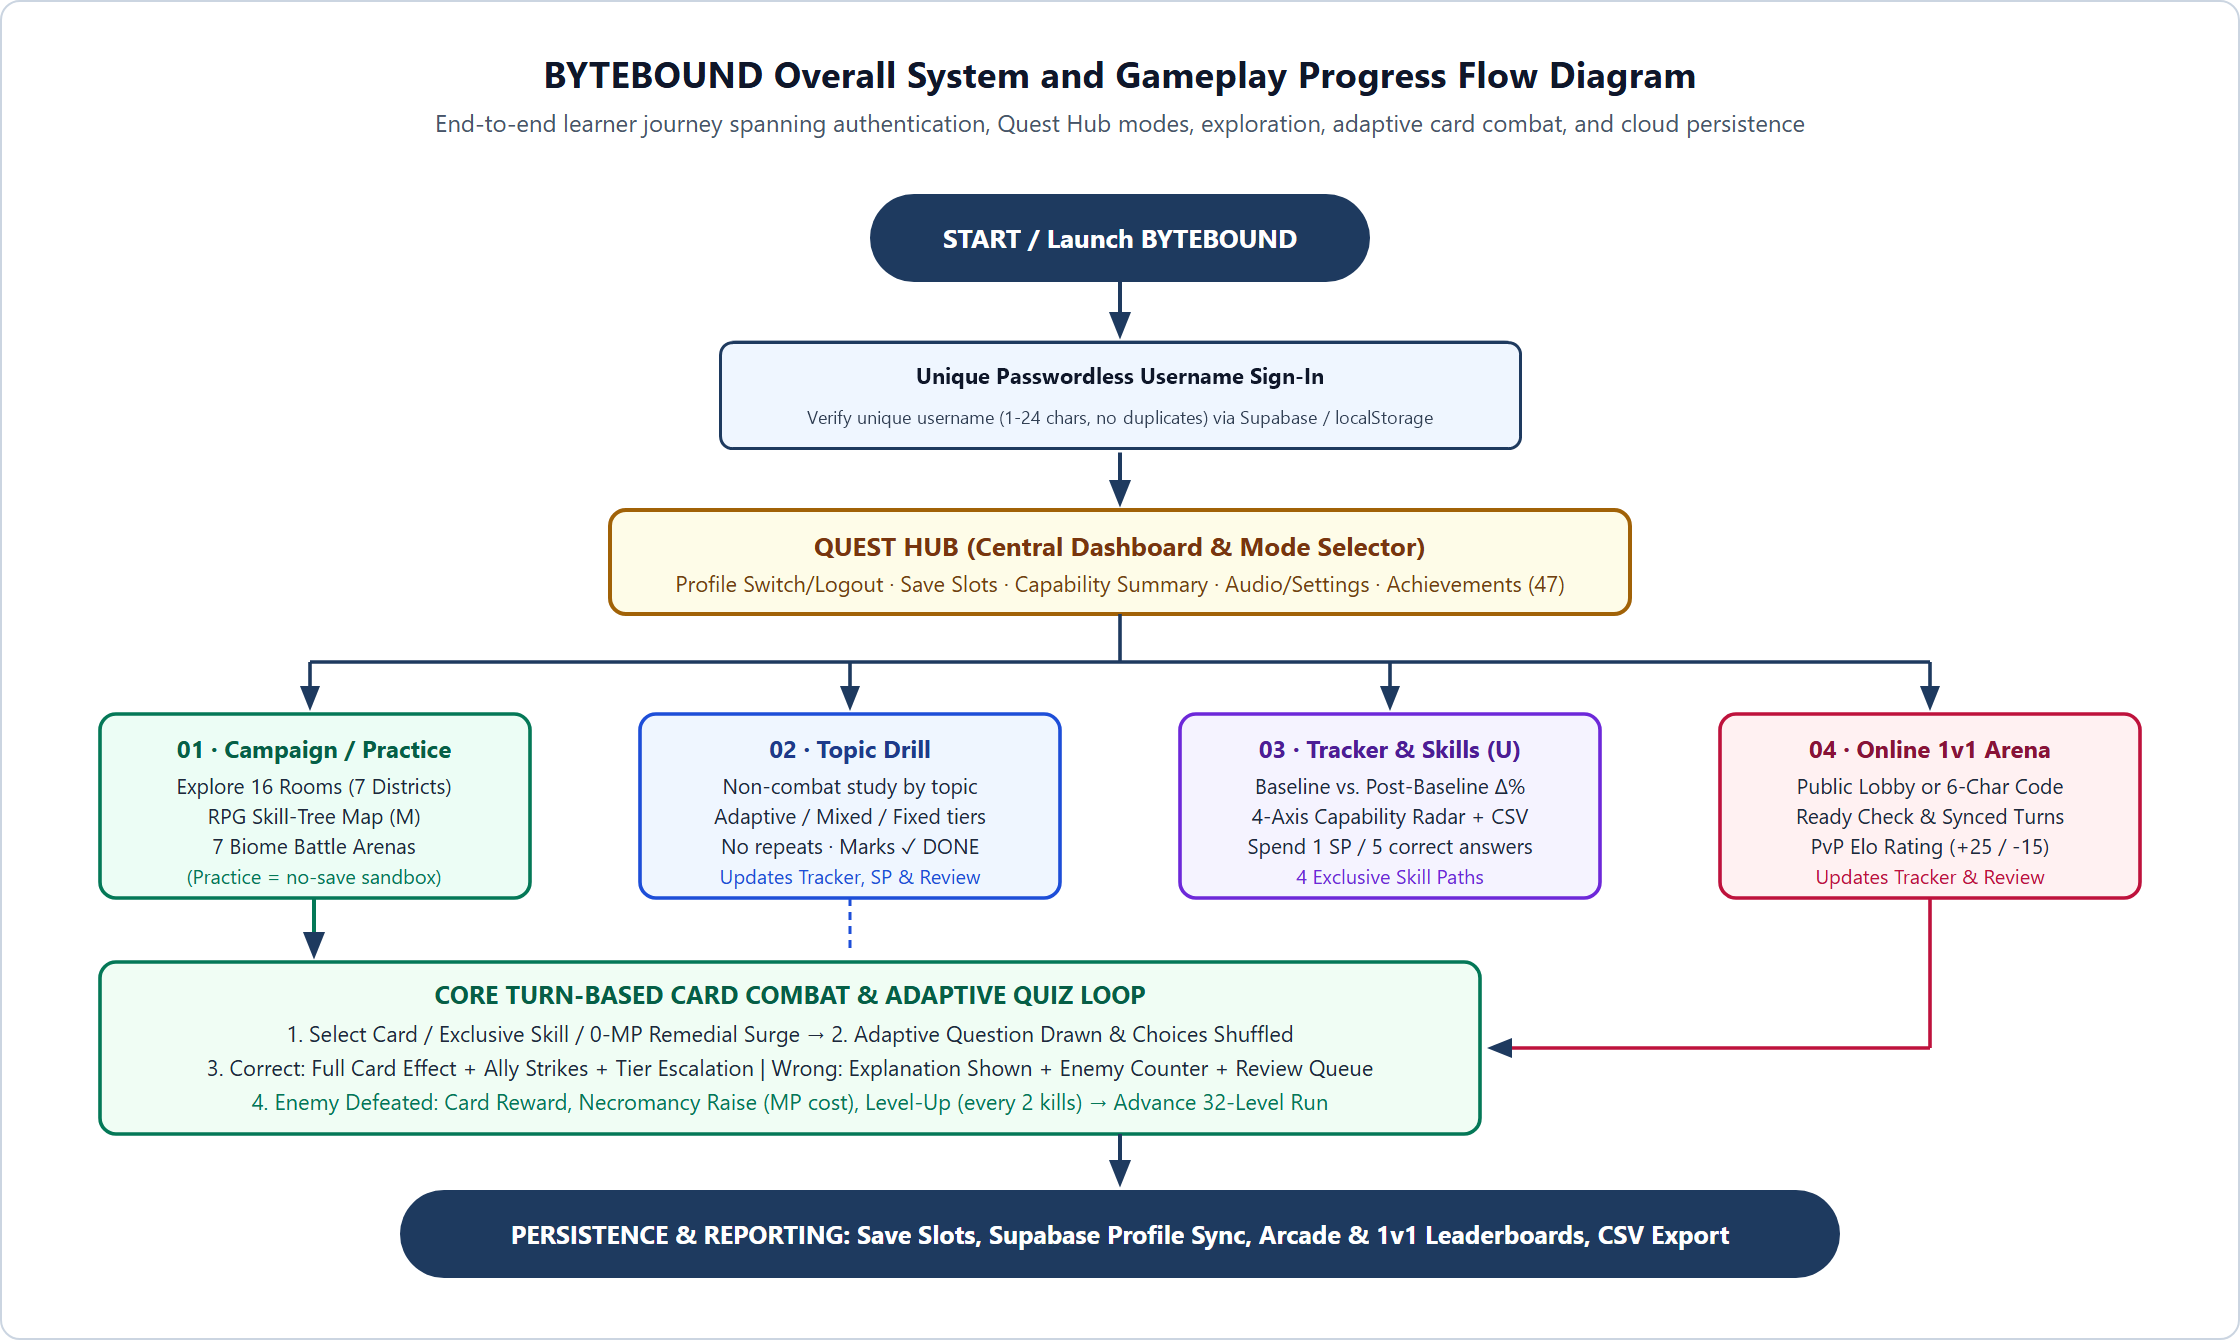 BYTEBOUND Overall System and Gameplay Progress Flow Diagram
End-to-end learner journey spanning authentication, Quest Hub modes, exploration, adaptive card combat, and cloud persistence
START / Launch BYTEBOUND
Unique Passwordless Username Sign-In
Verify unique username (1-24 chars, no duplicates) via Supabase / localStorage
QUEST HUB (Central Dashboard & Mode Selector)
Profile Switch/Logout · Save Slots · Capability Summary · Audio/Settings · Achievements (47)
01 · Campaign / Practice
Explore 16 Rooms (7 Districts)
RPG Skill-Tree Map (M)
7 Biome Battle Arenas
(Practice = no-save sandbox)
02 · Topic Drill
Non-combat study by topic
Adaptive / Mixed / Fixed tiers
No repeats · Marks ✓ DONE
Updates Tracker, SP & Review
03 · Tracker & Skills (U)
Baseline vs. Post-Baseline Δ%
4-Axis Capability Radar + CSV
Spend 1 SP / 5 correct answers
4 Exclusive Skill Paths
04 · Online 1v1 Arena
Public Lobby or 6-Char Code
Ready Check & Synced Turns
PvP Elo Rating (+25 / -15)
Updates Tracker & Review
CORE TURN-BASED CARD COMBAT & ADAPTIVE QUIZ LOOP
1. Select Card / Exclusive Skill / 0-MP Remedial Surge → 2. Adaptive Question Drawn & Choices Shuffled
3. Correct: Full Card Effect + Ally Strikes + Tier Escalation | Wrong: Explanation Shown + Enemy Counter + Review Queue
4. Enemy Defeated: Card Reward, Necromancy Raise (MP cost), Level-Up (every 2 kills) → Advance 32-Level Run
PERSISTENCE & REPORTING: Save Slots, Supabase Profile Sync, Arcade & 1v1 Leaderboards, CSV Export